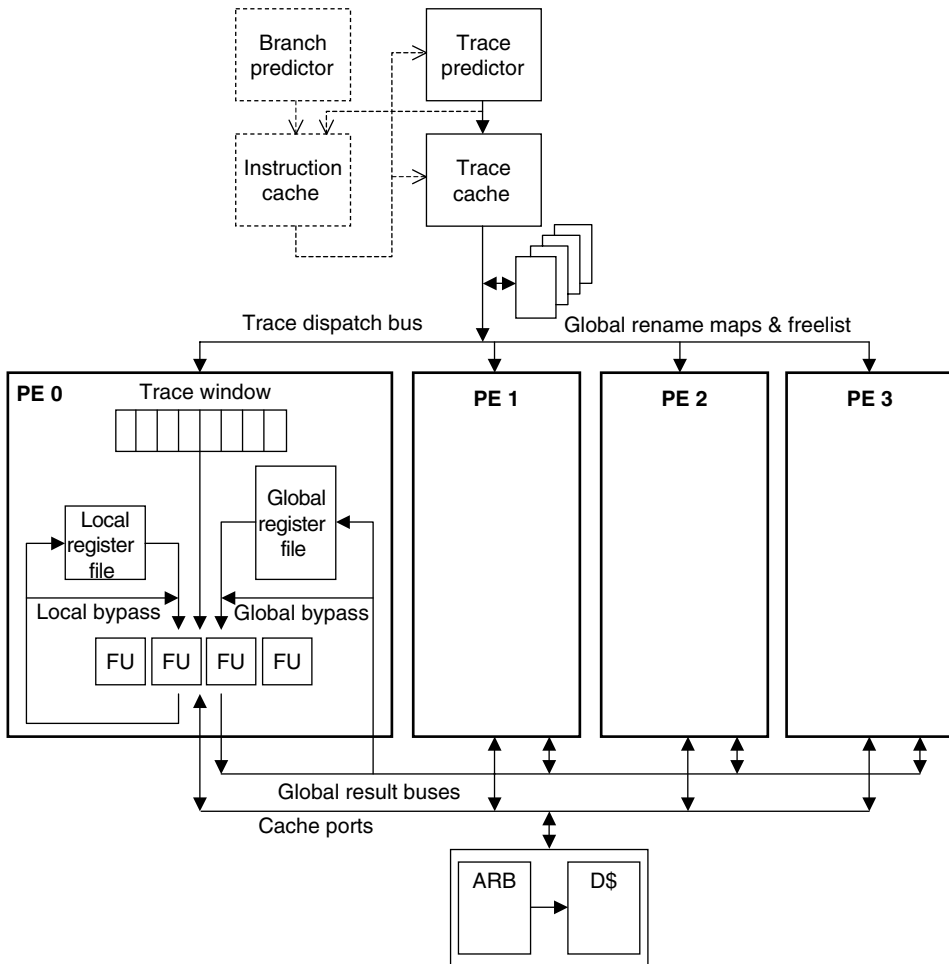 Branch
predictor
Trace
predictor
Instruction
cache
Trace
cache
Trace dispatch bus
Global rename maps & freelist
PE 0
Trace window
PE 1
PE 2
PE 3
Local
register
file
Global
register
file
Local bypass
Global bypass
FU
FU
FU
FU
Global result buses
Cache ports
ARB
D$